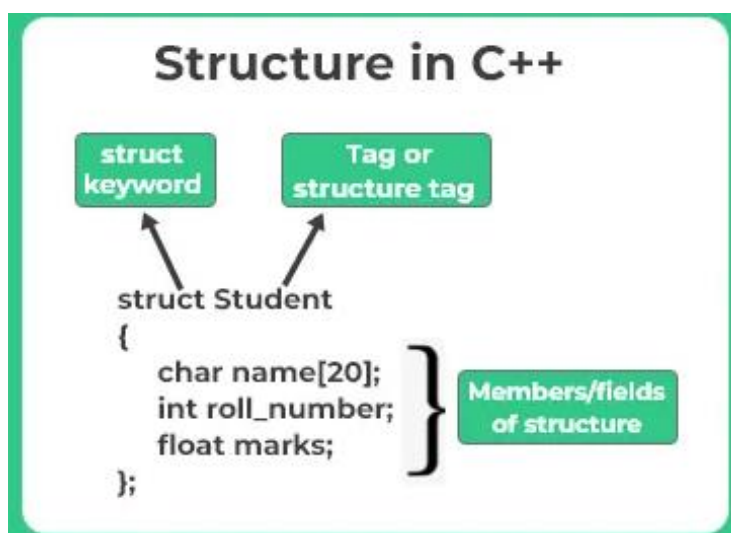 Structure in C++
struct
keyword
Tag or
structure tag
struct Student
{
char name[20];
int roll_number;
float marks;
};
Members/fields
of structure